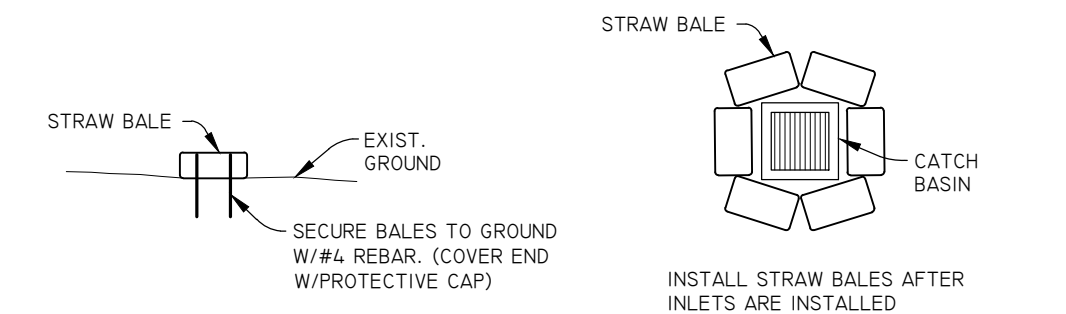 STRAW BALE
EXIST.
GROUND
SECURE BALES TO GROUND
W/#4 REBAR. (COVER END
W/PROTECTIVE CAP)
STRAW BALE
CATCH
BASIN
INSTALL STRAW BALES AFTER
INLETS ARE INSTALLED